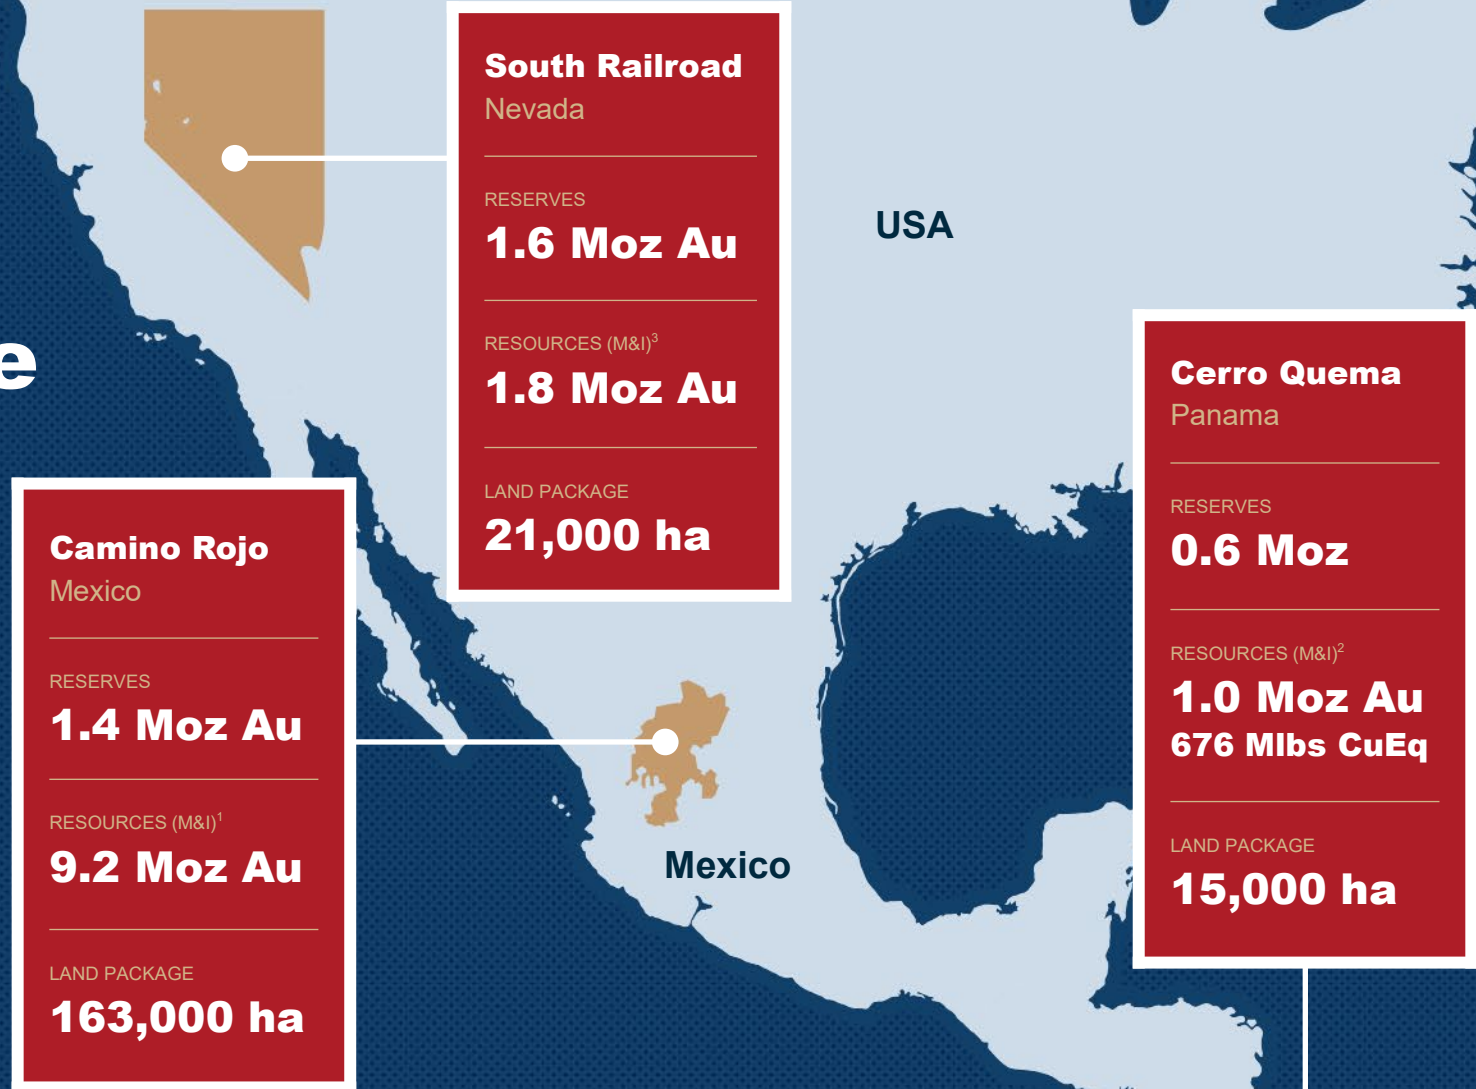 e
South Railroad
Nevada
RESERVES
1.6 Moz Au
RESOURCES (M&I)³
1.8 Moz Au
LAND PACKAGE
21,000 ha
USA
Cerro Quema
Panama
RESERVES
0.6 Moz
RESOURCES (M&I)²
1.0 Moz Au
676 Mlbs CuEq
LAND PACKAGE
15,000 ha
Camino Rojo
Mexico
RESERVES
1.4 Moz Au
RESOURCES (M&I)¹
9.2 Moz Au
LAND PACKAGE
163,000 ha
Mexico